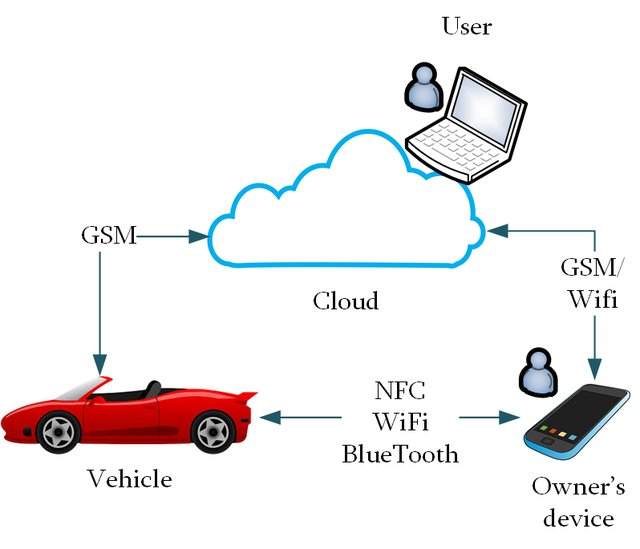 User
GSM
Cloud
GSM/
Wifi
NFC
WiFi
BlueTooth
Vehicle
Owner's
device